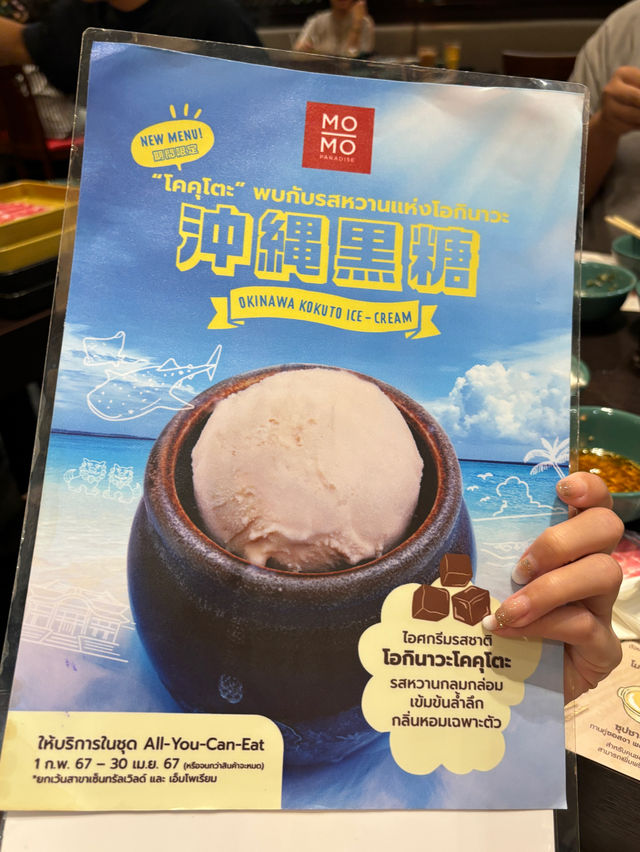 NEW MENU!
期間限定
MO
MO
PARADISE
“โคคุโตะ” พบกับรสหวานแห่งโอกินาวะ
沖縄黒糖
OKINAWA KOKUTO ICE-CREAM
ไอศกรีมรสชาติ
โอกินาวะโคคุโตะ
รสหวานกลมกล่อม
เข้มข้นล้ำลึก
กลิ่นหอมเฉพาะตัว
ให้บริการในชุด All-You-Can-Eat
1 ก.พ. 67 – 30 เม.ย. 67 (หรือจนกว่าสินค้าจะหมด)
*ยกเว้นสาขาเซ็นทรัลเวิลด์ และ เอ็มโพเรียม